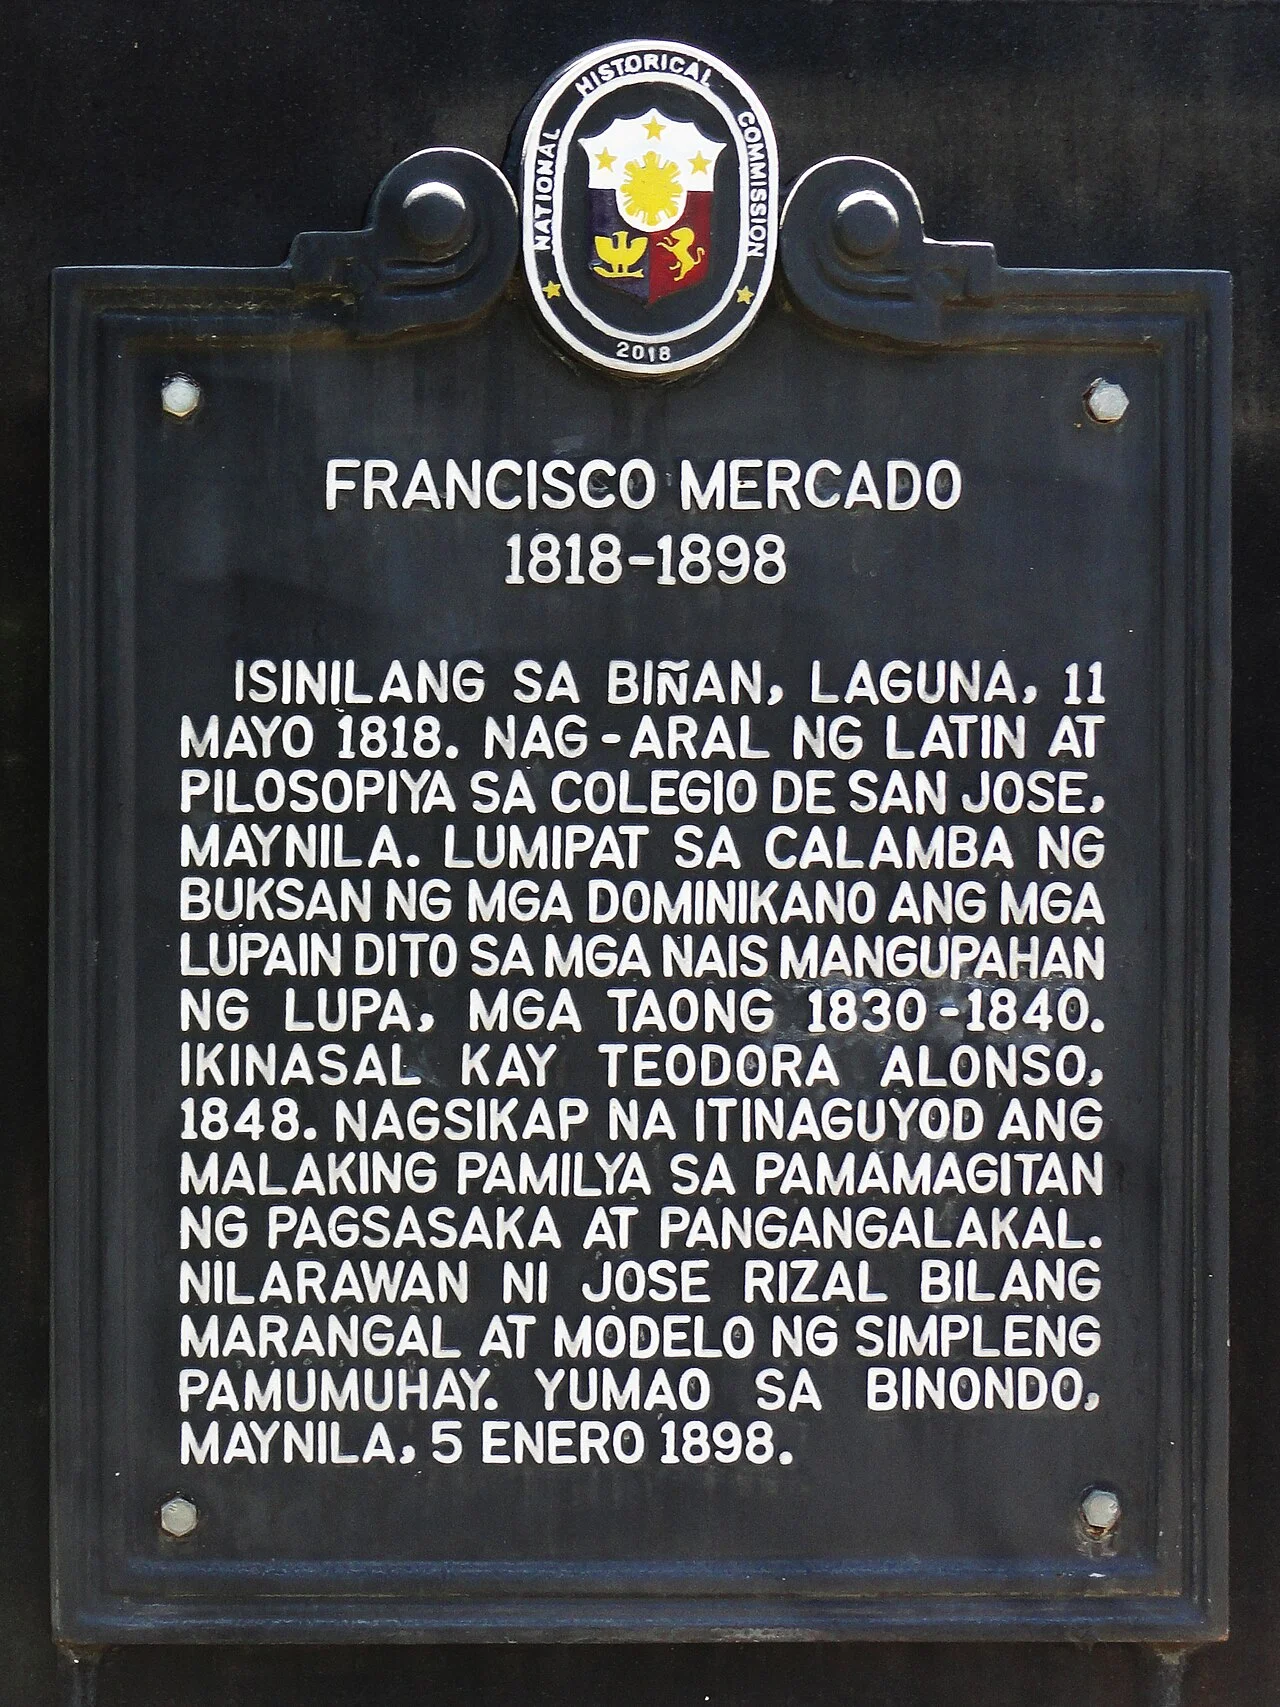 NATIONAL HISTORICAL COMMISSION
2018
FRANCISCO MERCADO
1818-1898
ISINILANG SA BIÑAN, LAGUNA, 11
MAYO 1818. NAG-ARAL NG LATIN AT
PILOSOPIYA SA COLEGIO DE SAN JOSE,
MAYNILA. LUMIPAT SA CALAMBA NG
BUKSAN NG MGA DOMINIKANO ANG MGA
LUPAIN DITO SA MGA NAIS MANGUPAHAN
NG LUPA, MGA TAONG 1830-1840.
IKINASAL KAY TEODORA ALONSO,
1848. NAGSIKAP NA ITINAGUYOD ANG
MALAKING PAMILYA SA PAMAMAGITAN
NG PAGSASAKA AT PANGANGALAKAL.
NILARAWAN NI JOSE RIZAL BILANG
MARANGAL AT MODELO NG SIMPLENG
PAMUMUHAY. YUMAO SA BINONDO,
MAYNILA, 5 ENERO 1898.